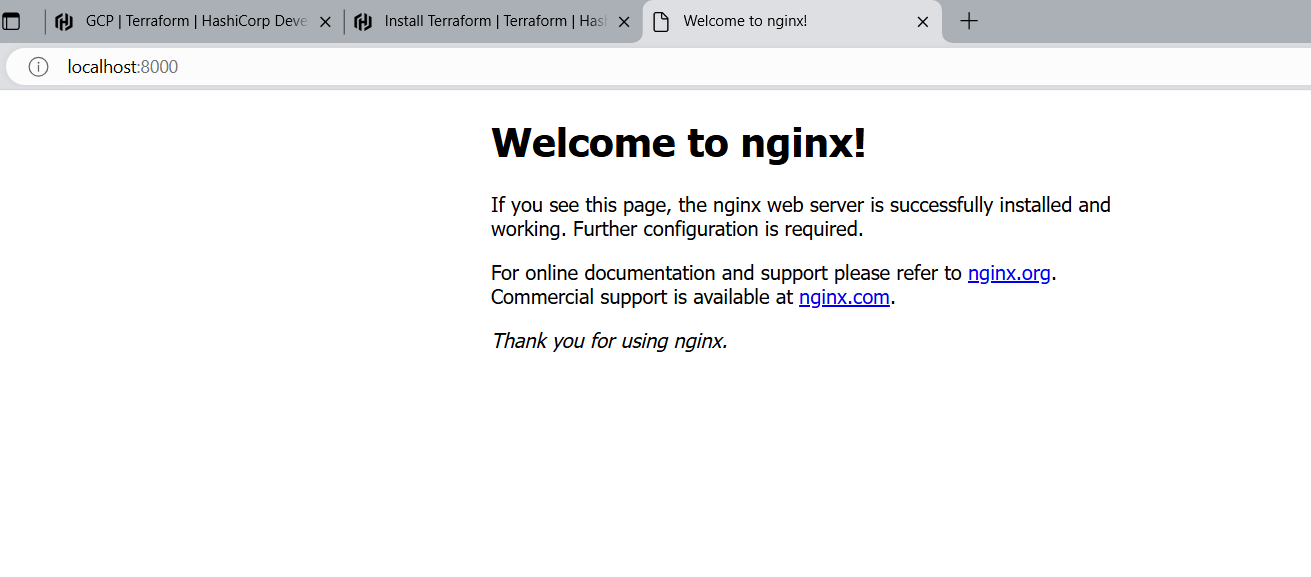 GCP | Terraform | HashiCorp Deve
Install Terraform | Terraform | Has
Welcome to nginx!
localhost:8000
Welcome to nginx!
If you see this page, the nginx web server is successfully installed and
working. Further configuration is required.
For online documentation and support please refer to nginx.org.
Commercial support is available at nginx.com.
Thank you for using nginx.